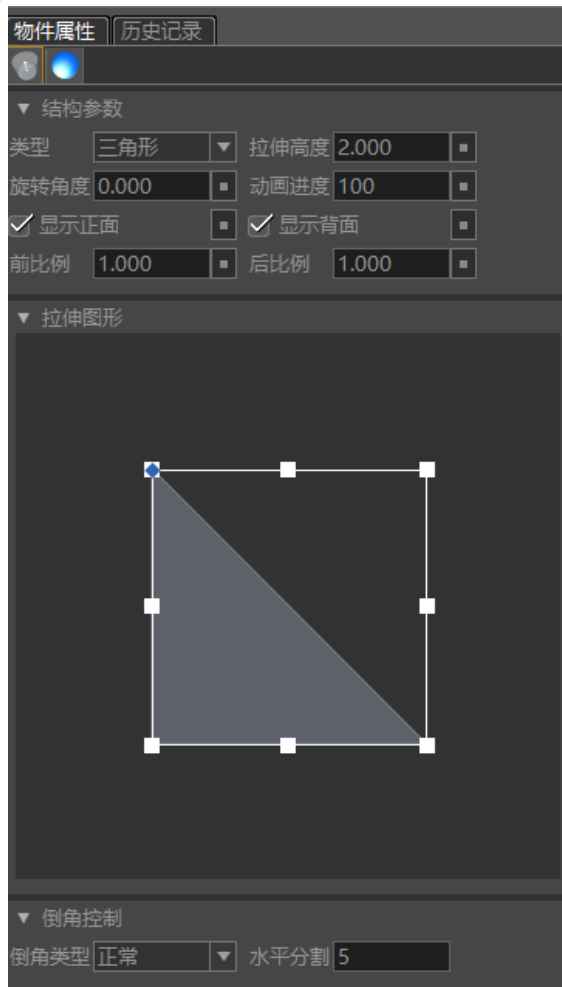 物件属性 历史记录
▼ 结构参数
类型 三角形 拉伸高度 2.000
旋转角度 0.000 动画进度 100
显示正面 显示背面
前比例 1.000 后比例 1.000
▼ 拉伸图形
▼ 倒角控制
倒角类型 正常 水平分割 5